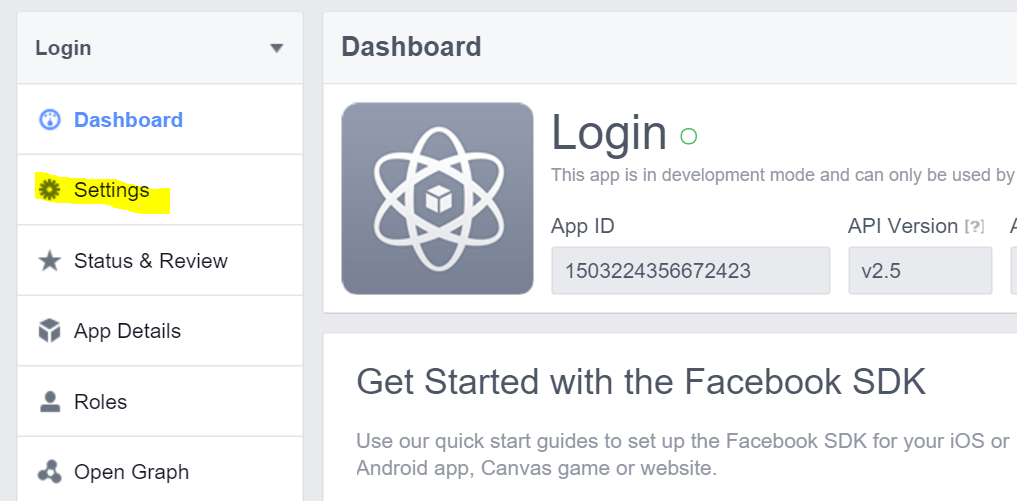 Login
Dashboard
Settings
Status & Review
App Details
Roles
Open Graph
Dashboard
Login
This app is in development mode and can only be used by
App ID
API Version [?]
1503224356672423
v2.5
Get Started with the Facebook SDK
Use our quick start guides to set up the Facebook SDK for your iOS or
Android app, Canvas game or website.